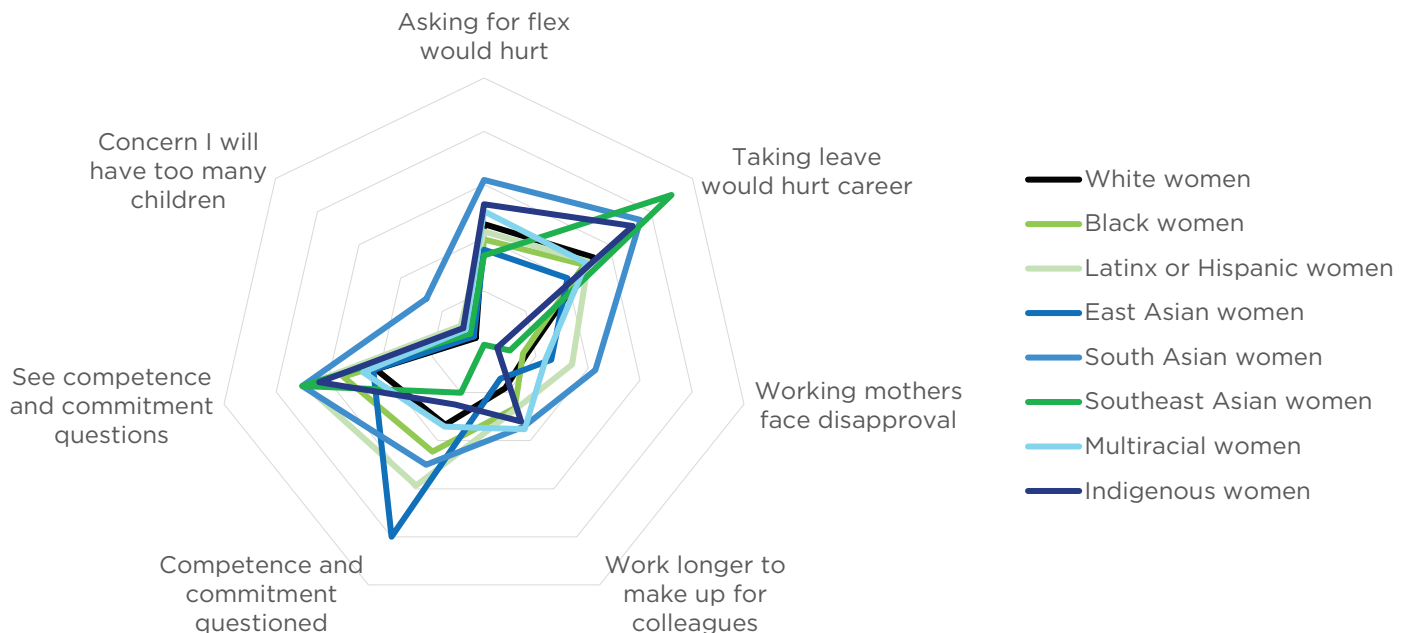 Asking for flex
would hurt
Taking leave
would hurt career
Working mothers
face disapproval
Work longer to
make up for
colleagues
Competence and
commitment
questioned
See competence
and commitment
questions
Concern I will
have too many
children
White women
Black women
Latinx or Hispanic women
East Asian women
South Asian women
Southeast Asian women
Multiracial women
Indigenous women